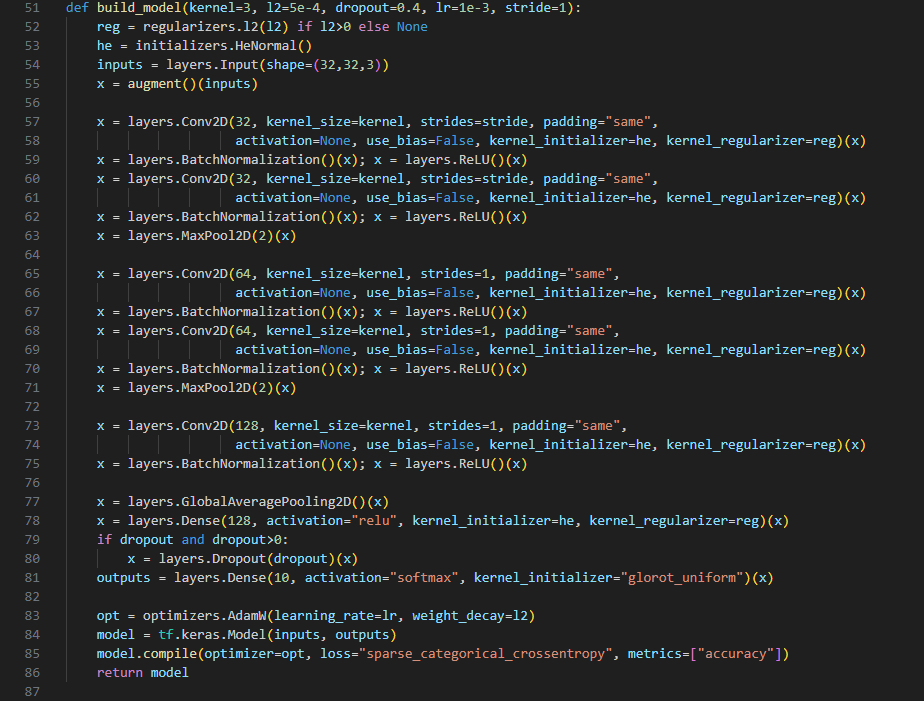 51 def build_model(kernel=3, l2=5e-4, dropout=0.4, lr=1e-3, stride=1):
52     reg = regularizers.l2(l2) if l2>0 else None
53     he = initializers.HeNormal()
54     inputs = layers.Input(shape=(32,32,3))
55     x = augment()(inputs)
56
57     x = layers.Conv2D(32, kernel_size=kernel, strides=stride, padding="same",
58                       activation=None, use_bias=False, kernel_initializer=he, kernel_regularizer=reg)(x)
59     x = layers.BatchNormalization()(x); x = layers.ReLU()(x)
60     x = layers.Conv2D(32, kernel_size=kernel, strides=stride, padding="same",
61                       activation=None, use_bias=False, kernel_initializer=he, kernel_regularizer=reg)(x)
62     x = layers.BatchNormalization()(x); x = layers.ReLU()(x)
63     x = layers.MaxPool2D(2)(x)
64
65     x = layers.Conv2D(64, kernel_size=kernel, strides=1, padding="same",
66                       activation=None, use_bias=False, kernel_initializer=he, kernel_regularizer=reg)(x)
67     x = layers.BatchNormalization()(x); x = layers.ReLU()(x)
68     x = layers.Conv2D(64, kernel_size=kernel, strides=1, padding="same",
69                       activation=None, use_bias=False, kernel_initializer=he, kernel_regularizer=reg)(x)
70     x = layers.BatchNormalization()(x); x = layers.ReLU()(x)
71     x = layers.MaxPool2D(2)(x)
72
73     x = layers.Conv2D(128, kernel_size=kernel, strides=1, padding="same",
74                       activation=None, use_bias=False, kernel_initializer=he, kernel_regularizer=reg)(x)
75     x = layers.BatchNormalization()(x); x = layers.ReLU()(x)
76
77     x = layers.GlobalAveragePooling2D()(x)
78     x = layers.Dense(128, activation="relu", kernel_initializer=he, kernel_regularizer=reg)(x)
79     if dropout and dropout>0:
80         x = layers.Dropout(dropout)(x)
81     outputs = layers.Dense(10, activation="softmax", kernel_initializer="glorot_uniform")(x)
82
83     opt = optimizers.AdamW(learning_rate=lr, weight_decay=l2)
84     model = tf.keras.Model(inputs, outputs)
85     model.compile(optimizer=opt, loss="sparse_categorical_crossentropy", metrics=["accuracy"])
86     return model
87